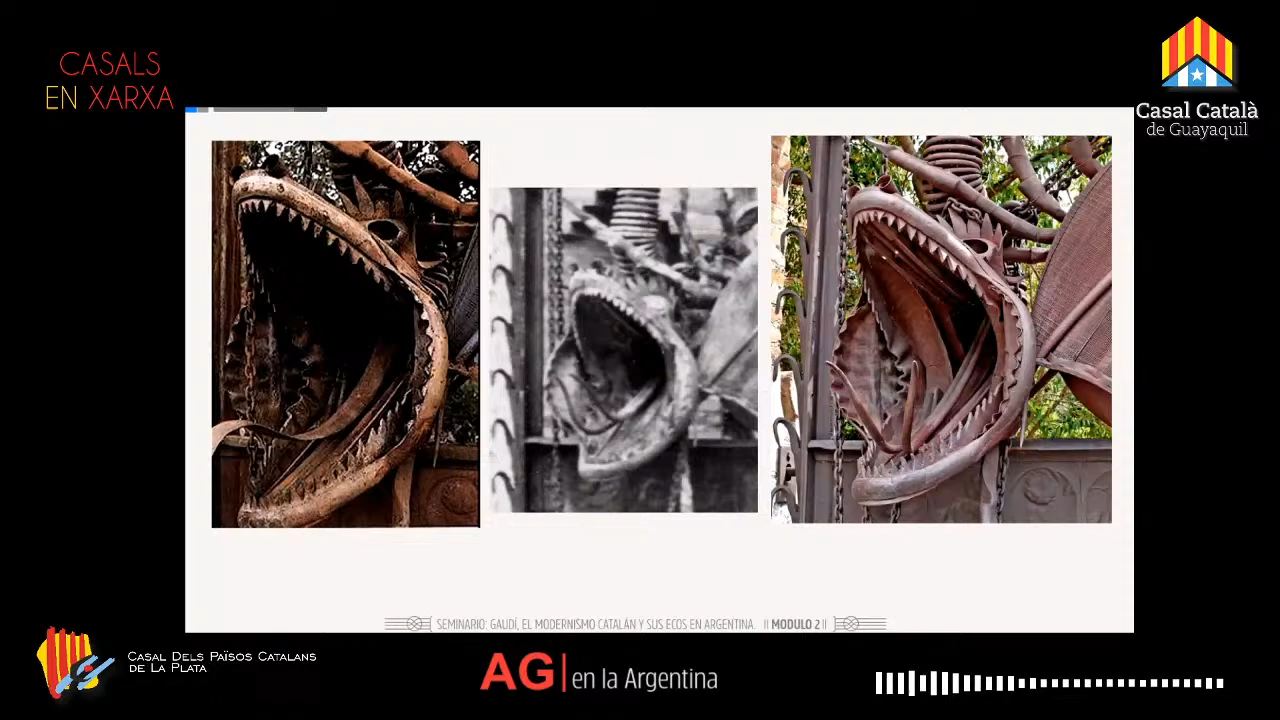 CASALS
EN XARXA
Casal Català
de Guayaquil
SEMINARIO: GAUDÍ, EL MODERNISMO CATALÁN Y SUS ECOS EN ARGENTINA. || MODULO 2 ||
CASAL DELS PAÏSOS CATALANS
DE LA PLATA
AG| en la Argentina